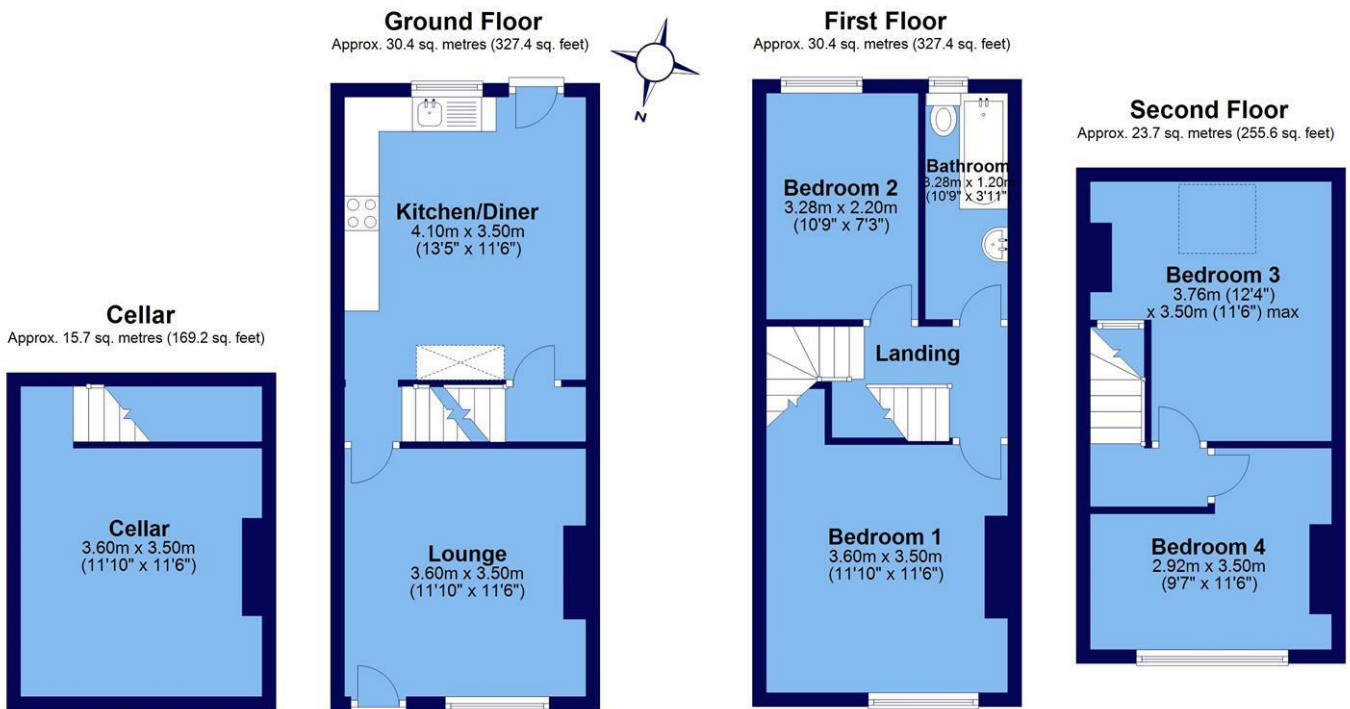 Ground Floor
Approx. 30.4 sq. metres (327.4 sq. feet)
N
Kitchen/Diner
4.10m x 3.50m
(13'5" x 11'6")
Lounge
3.60m x 3.50m
(11'10" x 11'6")
First Floor
Approx. 30.4 sq. metres (327.4 sq. feet)
Bedroom 2
3.28m x 2.20m
(10'9" x 7'3")
Bathroom
3.28m x 1.20m
(10'9" x 3'11")
Landing
Bedroom 1
3.60m x 3.50m
(11'10" x 11'6")
Second Floor
Approx. 23.7 sq. metres (255.6 sq. feet)
Bedroom 3
3.76m (12'4")
x 3.50m (11'6") max
Bedroom 4
2.92m x 3.50m
(9'7" x 11'6")
Cellar
Approx. 15.7 sq. metres (169.2 sq. feet)
Cellar
3.60m x 3.50m
(11'10" x 11'6")